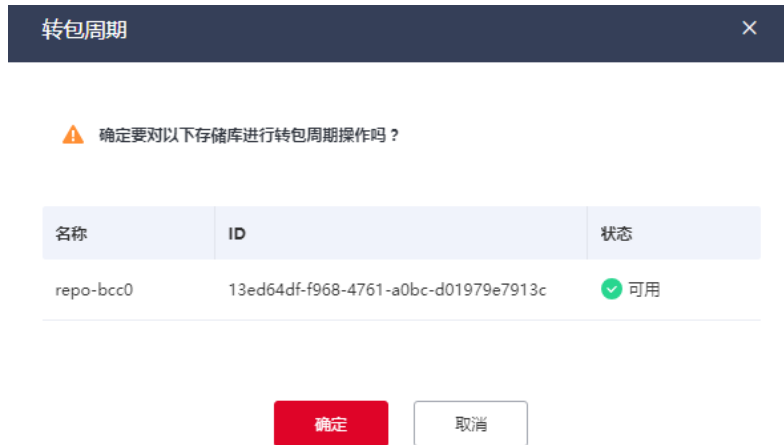 转包周期
确定要对以下存储库进行转包周期操作吗？
名称 ID 状态
repo-bcc0 13ed64df-f968-4761-a0bc-d01979e7913c 可用
确定 取消